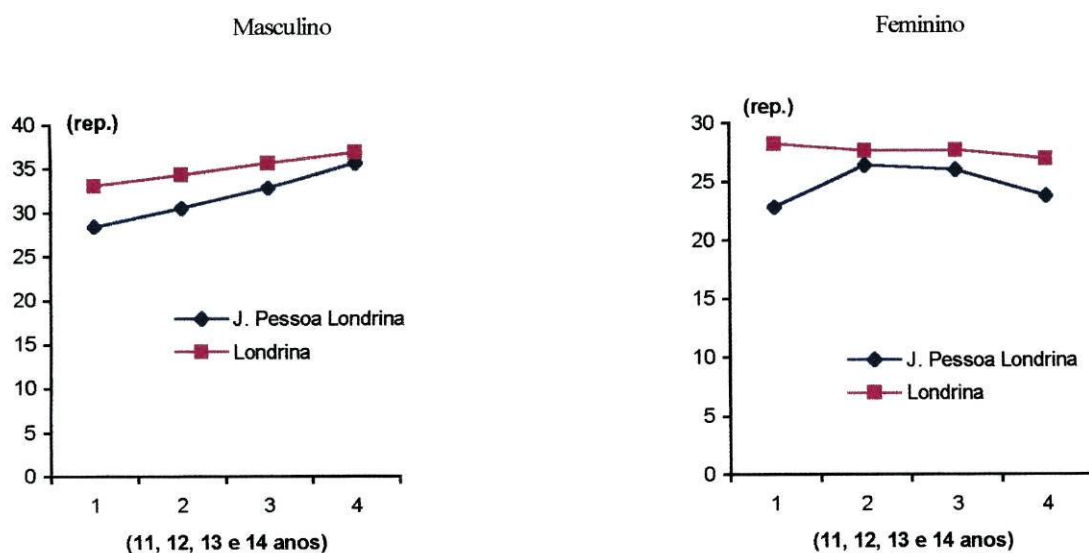 Masculino
(rep.)
40
35
30
25
20
15
10
5
0
J. Pessoa Londrina
Londrina
1 2 3 4
(11, 12, 13 e 14 anos)
Feminino
(rep.)
30
25
20
15
10
5
0
J. Pessoa Londrina
Londrina
1 2 3 4
(11, 12, 13 e 14 anos)